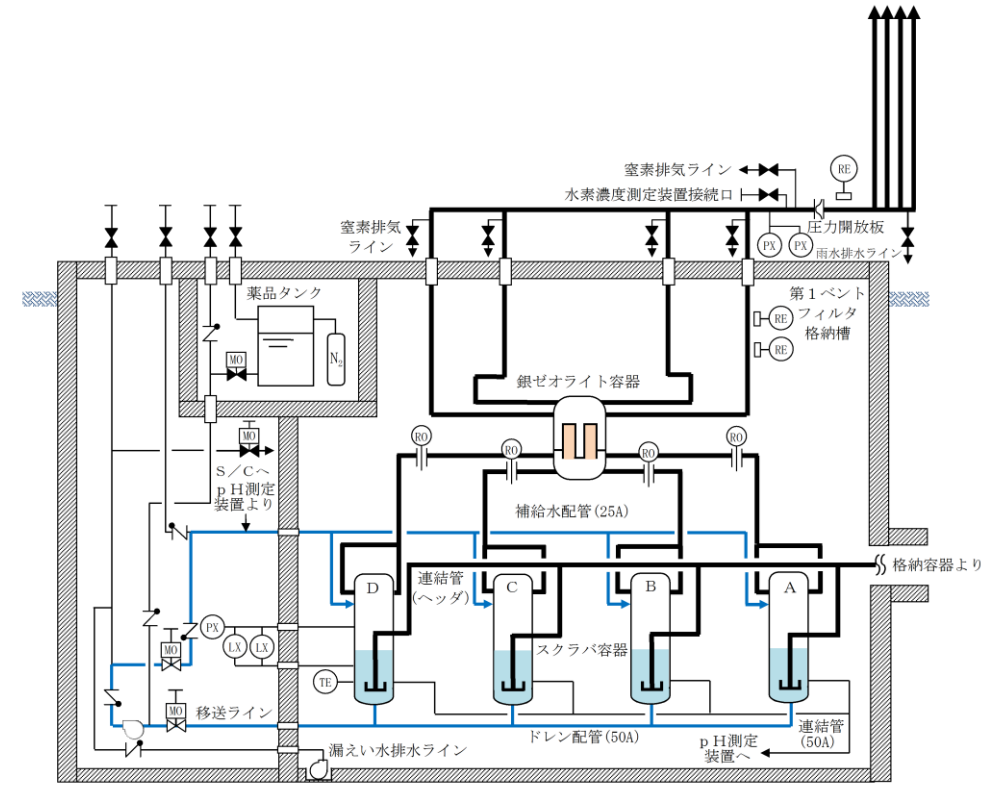 窒素排気ライン
RE
水素濃度測定装置接続口
窒素排気
ライン
圧力開放板
PX
PX
雨水排水ライン
薬品タンク
第1ベント
フィルタ
格納槽
RE
RE
MO
N₂
銀ゼオライト容器
MO
RO
RO
RO
RO
S/Cへ
pH測定
装置より
補給水配管(25A)
格納容器より
連結管
(ヘッダ)
D
C
B
A
PX
LX
LX
MO
スクラバ容器
TE
MO
移送ライン
ドレン配管(50A)
連結管
(50A)
pH測定
装置へ
漏えい水排水ライン